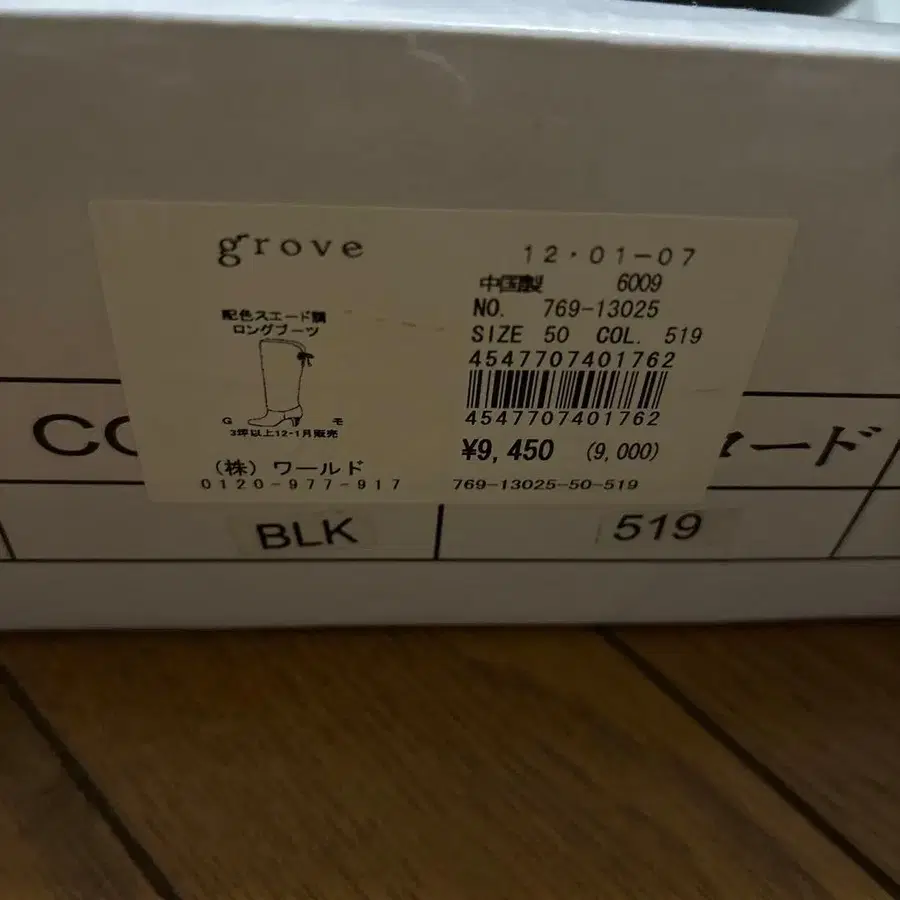 grove
配色スエード調
ロングブーツ
G モ
3坪以上12-1月販売
(株) ワールド
0120-977-917
12・01-07
中国製 6009
NO. 769-13025
SIZE 50 COL. 519
4547707401762
4547707401762
¥9,450 (9,000)
769-13025-50-519
ード
BLK
519